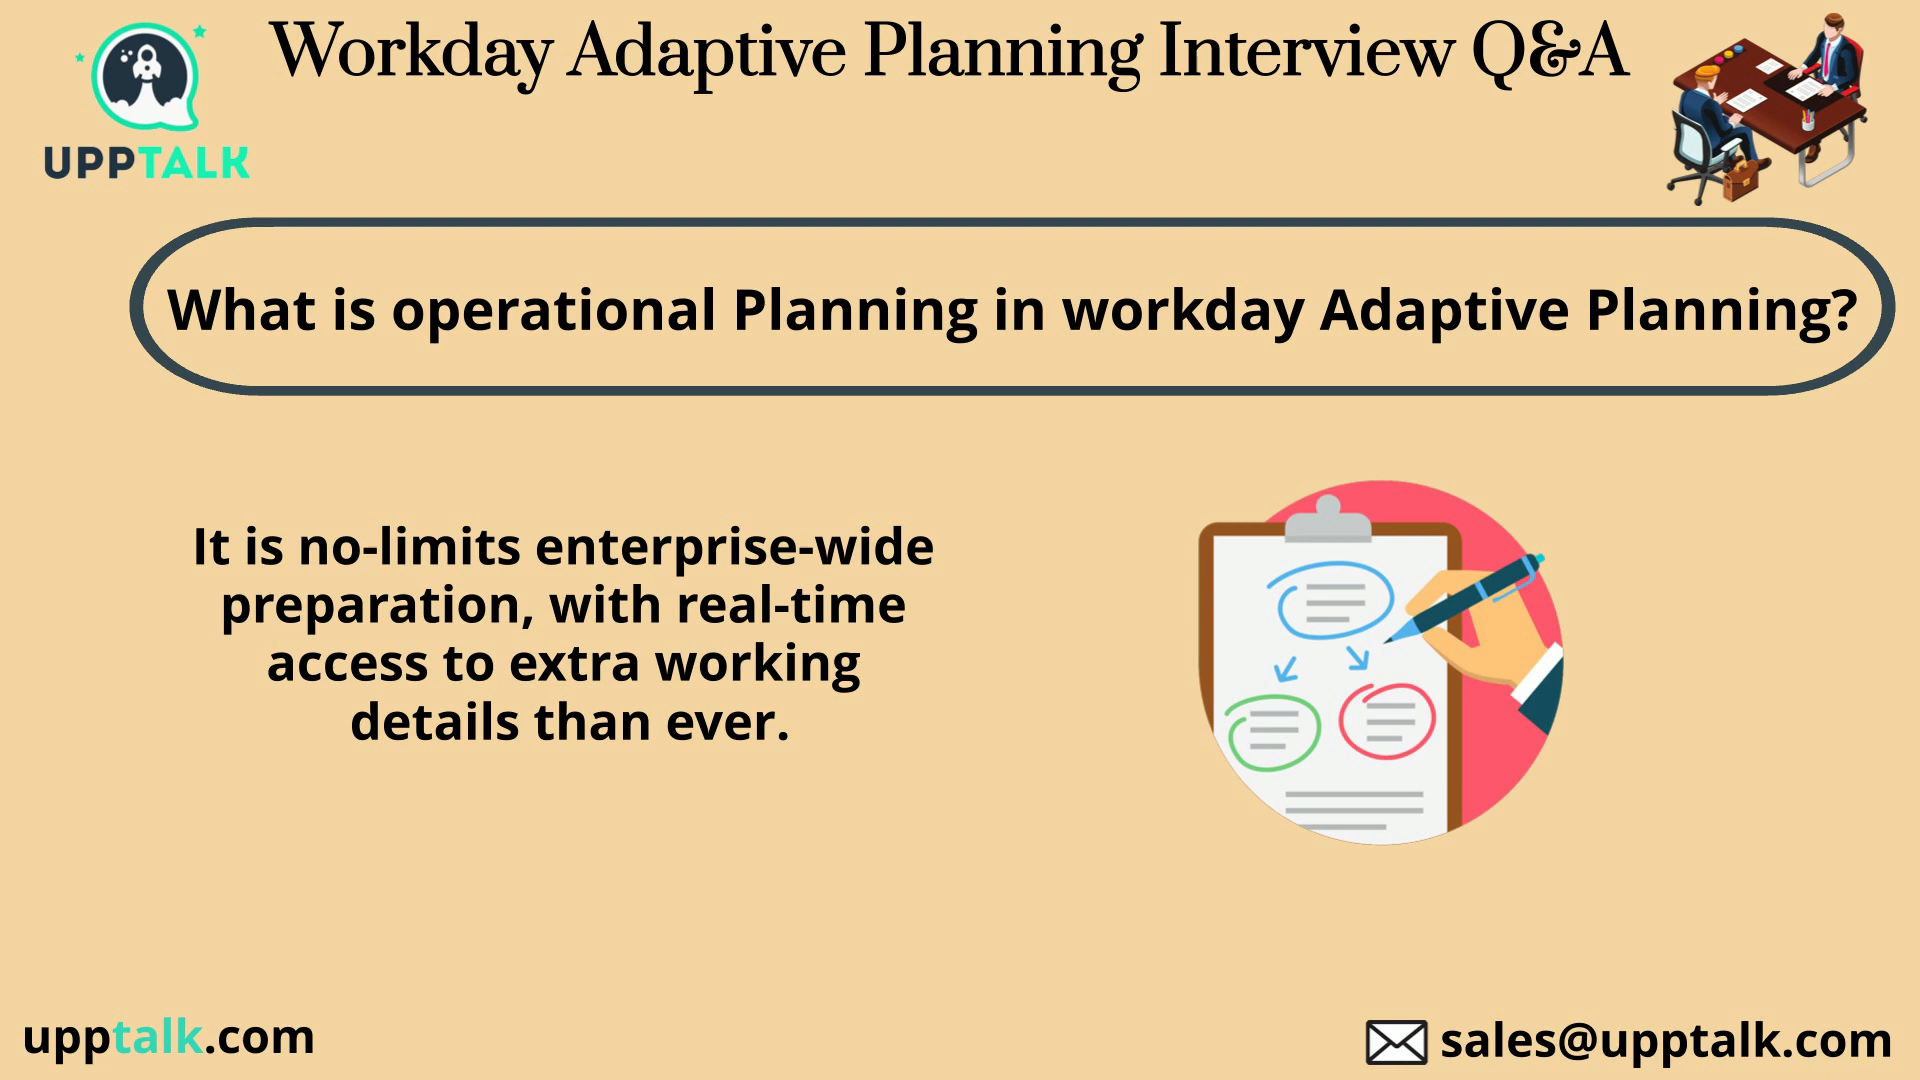 Workday Adaptive Planning Interview Q&A
UPPTALK
What is operational Planning in workday Adaptive Planning?
It is no-limits enterprise-wide
preparation, with real-time
access to extra working
details than ever.
upptalk.com
sales@upptalk.com